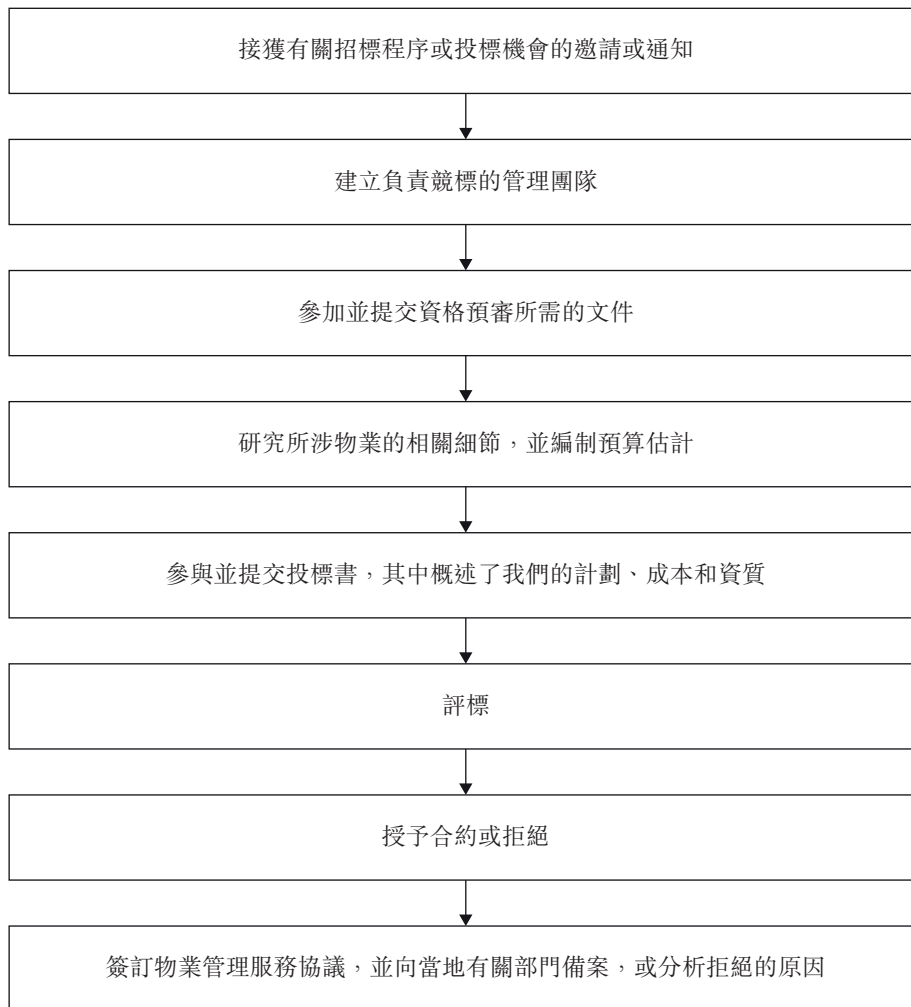 接獲有關招標程序或投標機會的邀請或通知
建立負責競標的管理團隊
參加並提交資格預審所需的文件
研究所涉物業的相關細節，並編制預算估計
參與並提交投標書，其中概述了我們的計劃、成本和資質
評標
授予合約或拒絕
簽訂物業管理服務協議，並向當地有關部門備案，或分析拒絕的原因